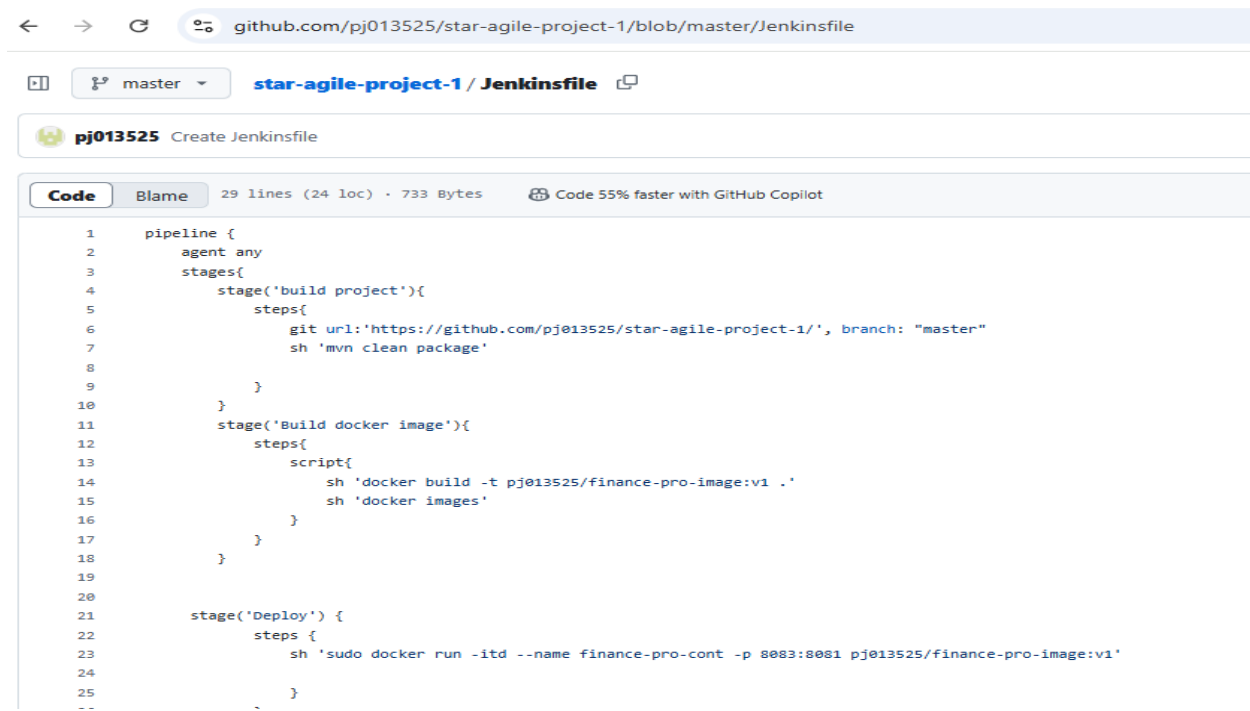 github.com/pj013525/star-agile-project-1/blob/master/Jenkinsfile
master star-agile-project-1 / Jenkinsfile
pj013525 Create Jenkinsfile
Code Blame 29 lines (24 loc) · 733 Bytes Code 55% faster with GitHub Copilot
1 pipeline {
2 agent any
3 stages{
4 stage('build project'){
5 steps{
6 git url:'https://github.com/pj013525/star-agile-project-1/', branch: "master"
7 sh 'mvn clean package'
8
9 }
10 }
11 stage('Build docker image'){
12 steps{
13 script{
14 sh 'docker build -t pj013525/finance-pro-image:v1 .'
15 sh 'docker images'
16 }
17 }
18 }
19
20
21 stage('Deploy') {
22 steps {
23 sh 'sudo docker run -itd --name finance-pro-cont -p 8083:8081 pj013525/finance-pro-image:v1'
24
25 }